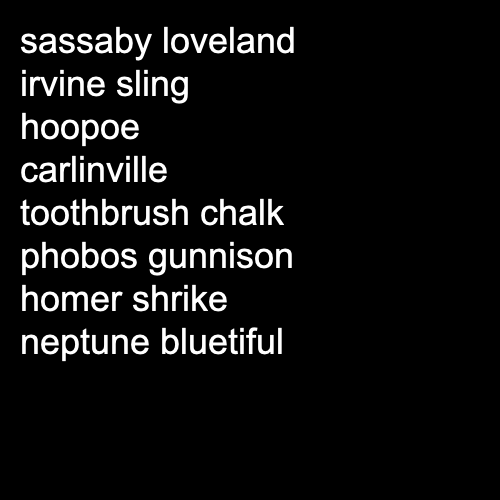 sassaby loveland
irvine sling
hoopoe
carlinville
toothbrush chalk
phobos gunnison
homer shrike
neptune bluetiful